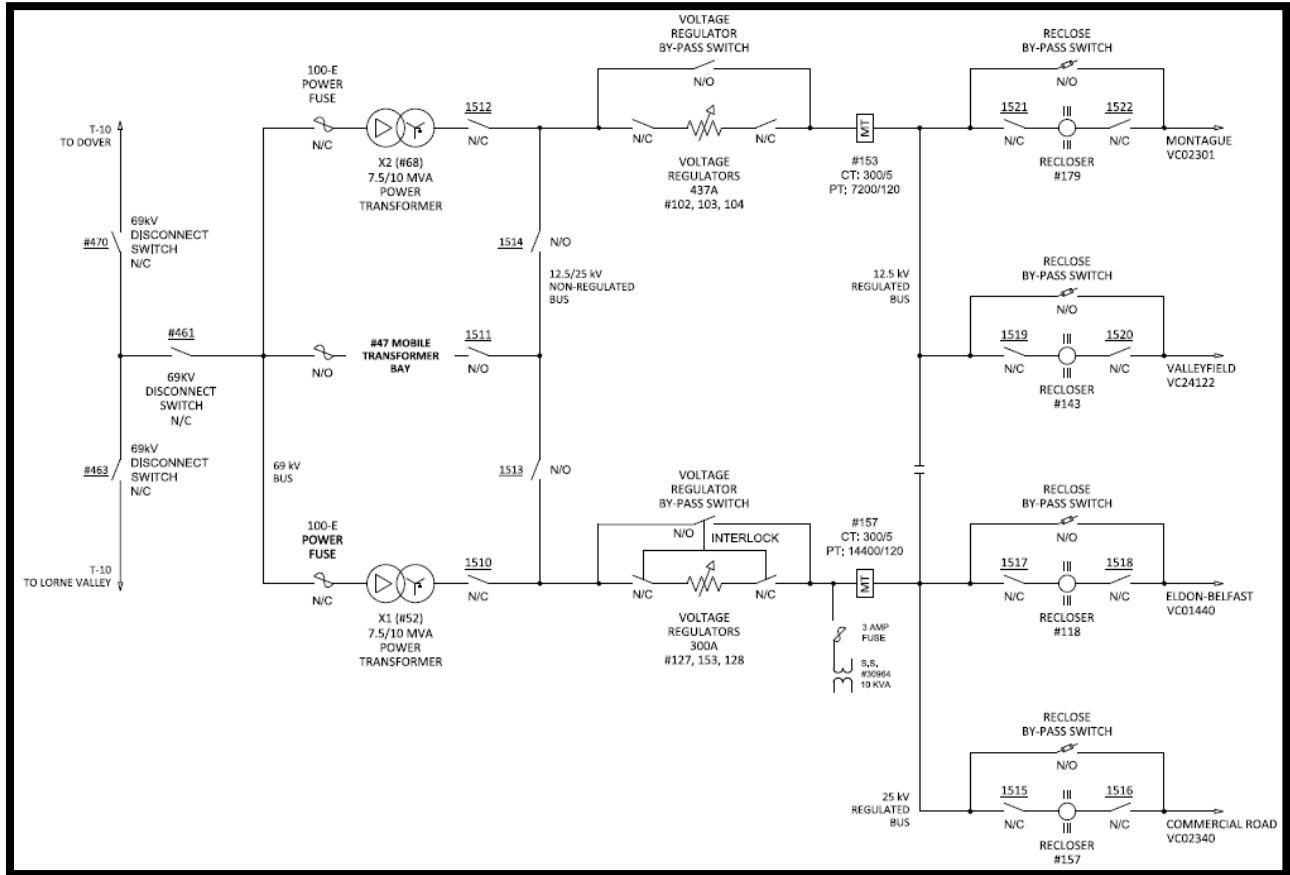 VOLTAGE
REGULATOR
BY-PASS SWITCH
N/O
RECLOSE
BY-PASS SWITCH
N/O
100-E
POWER
FUSE
N/C
T-10
TO DOVER
X2 (#68)
7.5/10 MVA
POWER
TRANSFORMER
1512
N/C
N/C
N/C
VOLTAGE
REGULATORS
437A
#102, 103, 104
MT
#153
CT: 300/5
PT; 7200/120
1521
N/C
1522
N/C
RECLOSER
#179
MONTAGUE
VC02301
69kV
DISCONNECT
SWITCH
N/C
#470
1514
N/O
12.5/25 kV
NON-REGULATED
BUS
12.5 kV
REGULATED
BUS
RECLOSE
BY-PASS SWITCH
N/O
#461
69KV
DISCONNECT
SWITCH
N/C
N/O
#47 MOBILE
TRANSFORMER
BAY
1511
N/O
1519
N/C
1520
N/C
RECLOSER
#143
VALLEYFIELD
VC24122
69kV
DISCONNECT
SWITCH
N/C
#463
69 kV
BUS
1513
N/O
VOLTAGE
REGULATOR
BY-PASS SWITCH
N/O
INTERLOCK
RECLOSE
BY-PASS SWITCH
N/O
T-10
TO LORNE VALLEY
100-E
POWER
FUSE
N/C
X1 (#52)
7.5/10 MVA
POWER
TRANSFORMER
1510
N/C
N/C
N/C
VOLTAGE
REGULATORS
300A
#127, 153, 128
#157
CT: 300/5
PT; 14400/120
MT
3 AMP
FUSE
S.S.
#30964
10 KVA
1517
N/C
1518
N/C
RECLOSER
#118
ELDON-BELFAST
VC01440
RECLOSE
BY-PASS SWITCH
N/O
25 kV
REGULATED
BUS
1515
N/C
1516
N/C
RECLOSER
#157
COMMERCIAL ROAD
VC02340